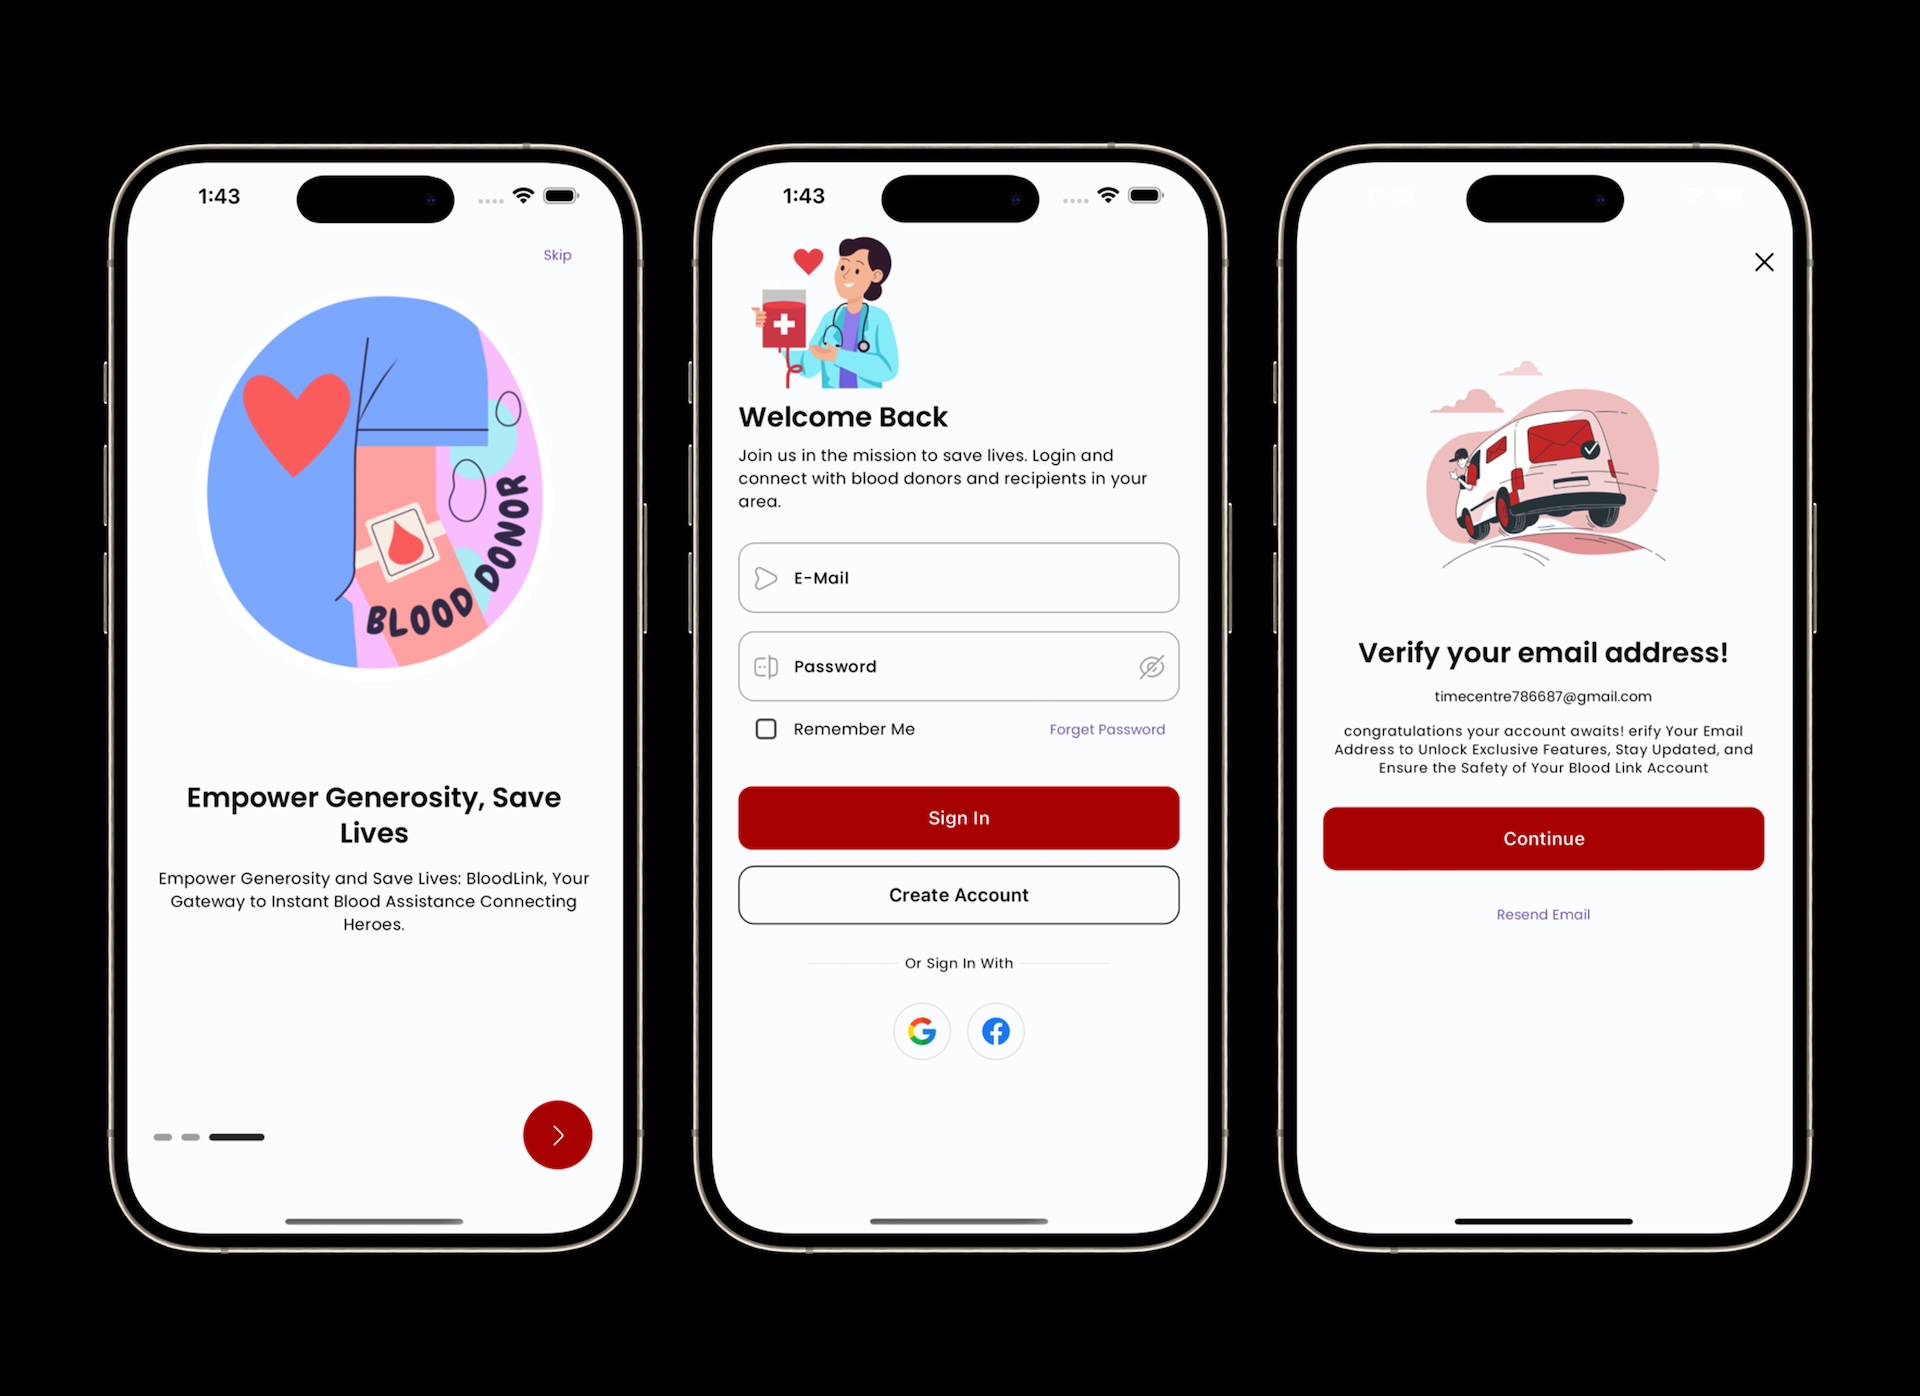 1:43
Skip
BLOOD DONOR
Empower Generosity, Save
Lives
Empower Generosity and Save Lives: BloodLink, Your
Gateway to Instant Blood Assistance Connecting
Heroes.
1:43
Welcome Back
Join us in the mission to save lives. Login and
connect with blood donors and recipients in your
area.
E-Mail
Password
Remember Me
Forget Password
Sign In
Create Account
Or Sign In With
Verify your email address!
timecentre786687@gmail.com
congratulations your account awaits! erify Your Email
Address to Unlock Exclusive Features, Stay Updated, and
Ensure the Safety of Your Blood Link Account
Continue
Resend Email